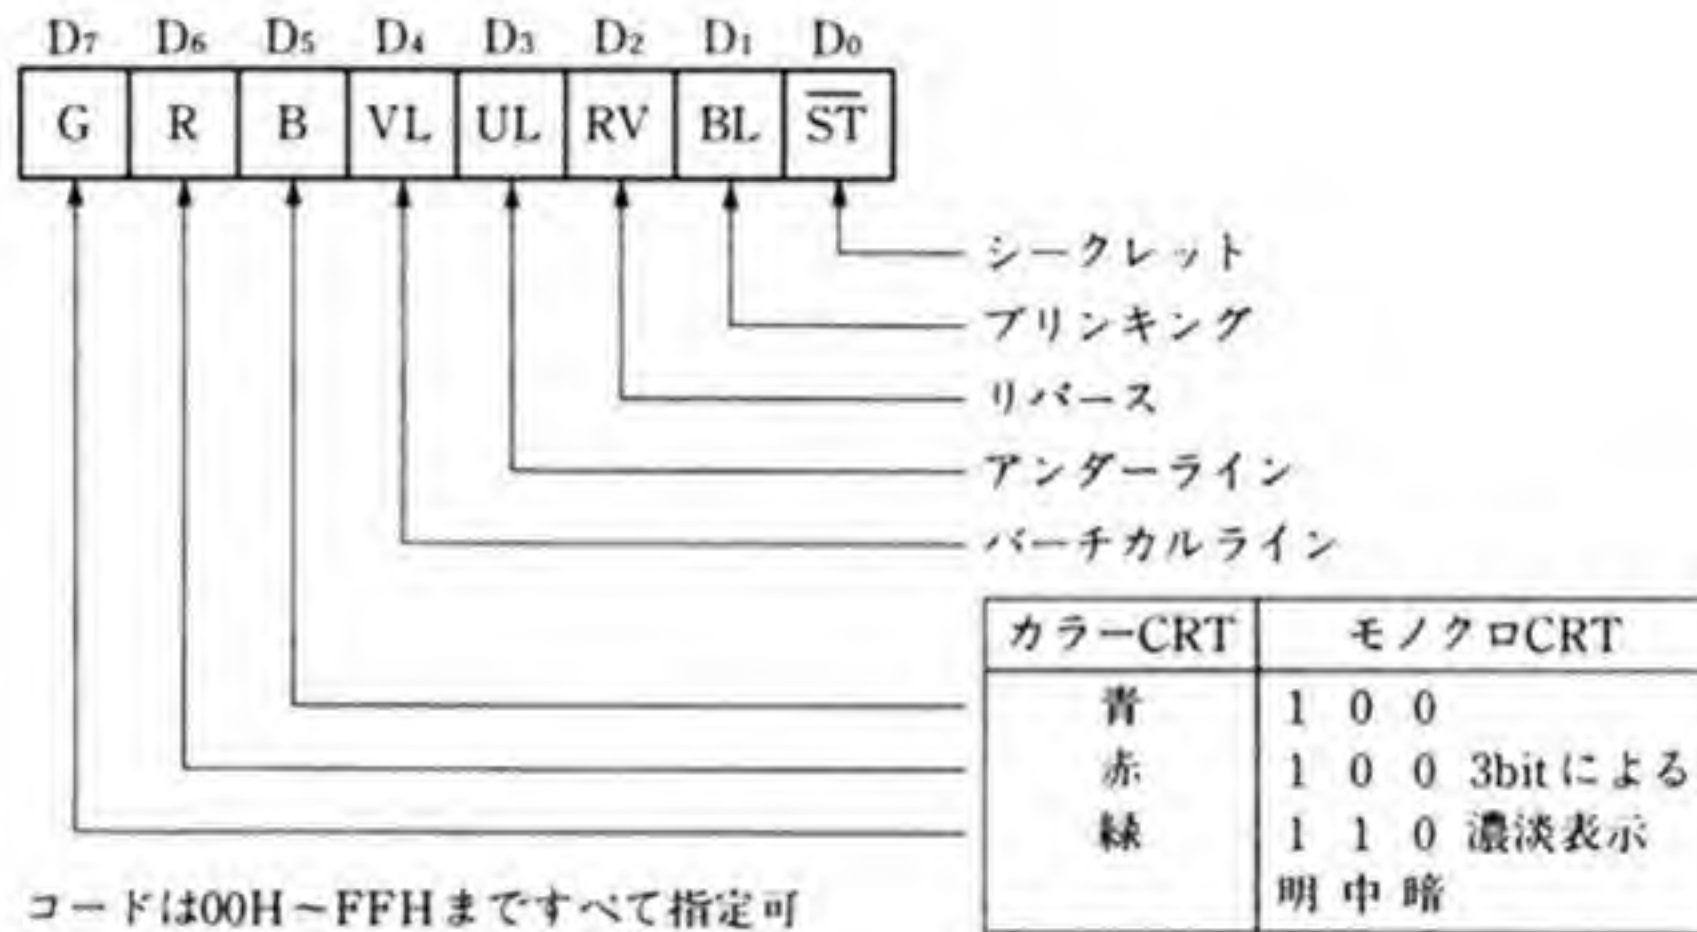 D7 D6 D5 D4 D3 D2 D1 D0
G R B VL UL RV BL S̅T̅
シークレット
ブリンキング
リバース
アンダーライン
バーチカルライン
カラーCRT モノクロCRT
青 1 0 0
赤 1 0 0 3bitによる
緑 1 1 0 濃淡表示
明 中 暗
コードは00H~FFHまですべて指定可